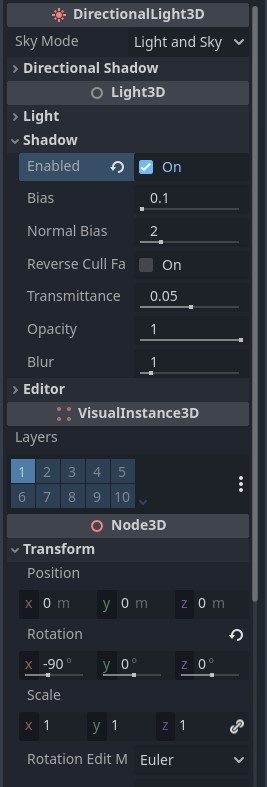 DirectionalLight3D
Sky Mode Light and Sky
Directional Shadow
Light3D
Light
Shadow
Enabled On
Bias 0.1
Normal Bias 2
Reverse Cull Fa On
Transmittance 0.05
Opacity 1
Blur 1
Editor
VisualInstance3D
Layers
1 2 3 4 5
6 7 8 9 10
Node3D
Transform
Position
x 0 m y 0 m z 0 m
Rotation
x -90° y 0° z 0°
Scale
x 1 y 1 z 1
Rotation Edit M Euler